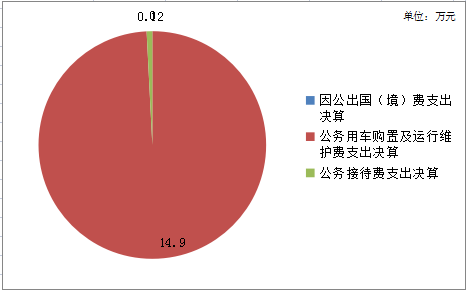 单位：万元
14.9
因公出国（境）费支出
决算
公务用车购置及运行维
护费支出决算
公务接待费支出决算